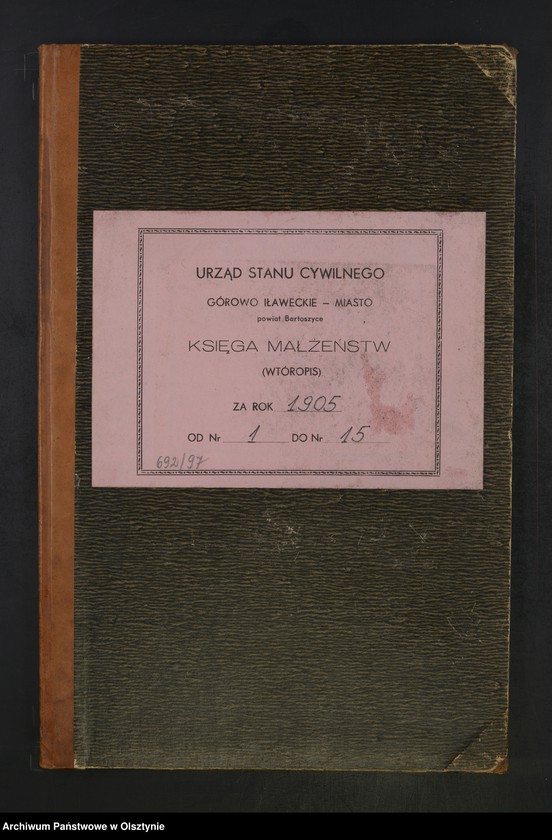 URZĄD STANU CYWILNEGO
GÓROWO IŁAWECKIE – MIASTO
powiat Bartoszyce
KSIĘGA MAŁŻEŃSTW
(WTÓROPIS)
ZA ROK 1905
OD Nr 1 DO Nr 15
692/97
Archiwum Państwowe w Olsztynie